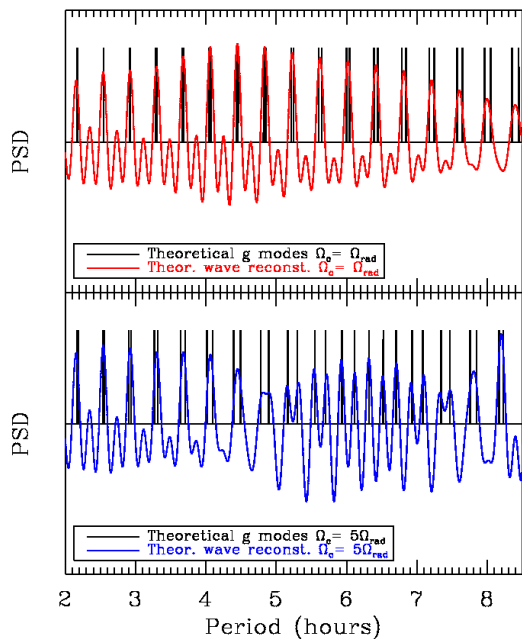 PSD
Theoretical g modes Ω_c= Ω_rad
Theor. wave reconst. Ω_c= Ω_rad
PSD
Theoretical g modes Ω_c= 5Ω_rad
Theor. wave reconst. Ω_c= 5Ω_rad
2 3 4 5 6 7 8
Period (hours)